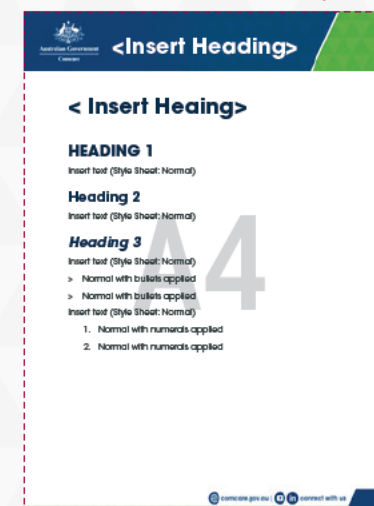 Australian Government
Comcare
<Insert Heading>
< Insert Heaing>
HEADING 1
Insert text (Style Sheet: Normal)
Heading 2
Insert text (Style Sheet: Normal)
Heading 3
Insert text (Style Sheet: Normal)
> Normal with bullets applied
> Normal with bullets applied
Insert text (Style Sheet: Normal)
1. Normal with numerals applied
2. Normal with numerals applied
A4
comcare.gov.au | in connect with us